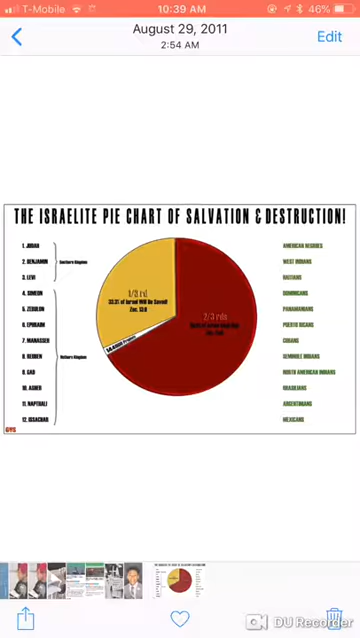 T-Mobile
10:39 AM
46%
August 29, 2011
2:54 AM
Edit
THE ISRAELITE PIE CHART OF SALVATION & DESTRUCTION!
1. JUDAH
2. BENJAMIN
3. LEVI
Southern Kingdom
4. SIMEON
5. ZEBULON
6. EPHRAIM
7. MANASSEH
8. REUBEN
9. GAD
10. ASHER
11. NAPTHALI
12. ISSACHAR
Northern Kingdom
1/3 rd
33.3% of Israel Will Be Saved!
Zec. 13:9
2/3 rds
AMERICAN NEGROES
WEST INDIANS
HAITIANS
DOMINICANS
PANAMANIANS
PUERTO RICANS
CUBANS
SEMINOLE INDIANS
NORTH AMERICAN INDIANS
BRAZILIANS
ARGENTINIANS
MEXICANS
DU Recorder